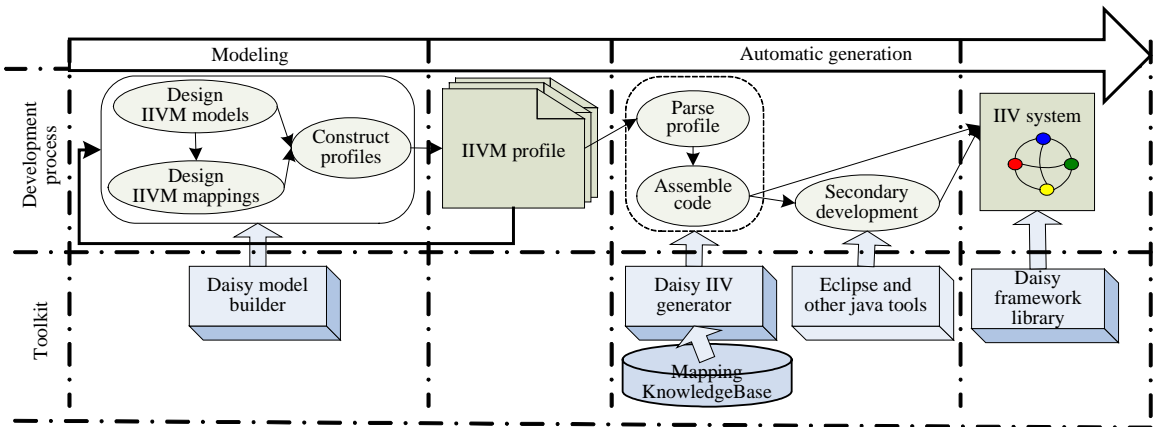 Modeling
Automatic generation
Development
process
Design
IIVM models
Design
IIVM mappings
Construct
profiles
IIVM profile
Parse
profile
Assemble
code
Secondary
development
IIV system
Toolkit
Daisy model
builder
Daisy IIV
generator
Eclipse and
other java tools
Daisy
framework
library
Mapping
KnowledgeBase